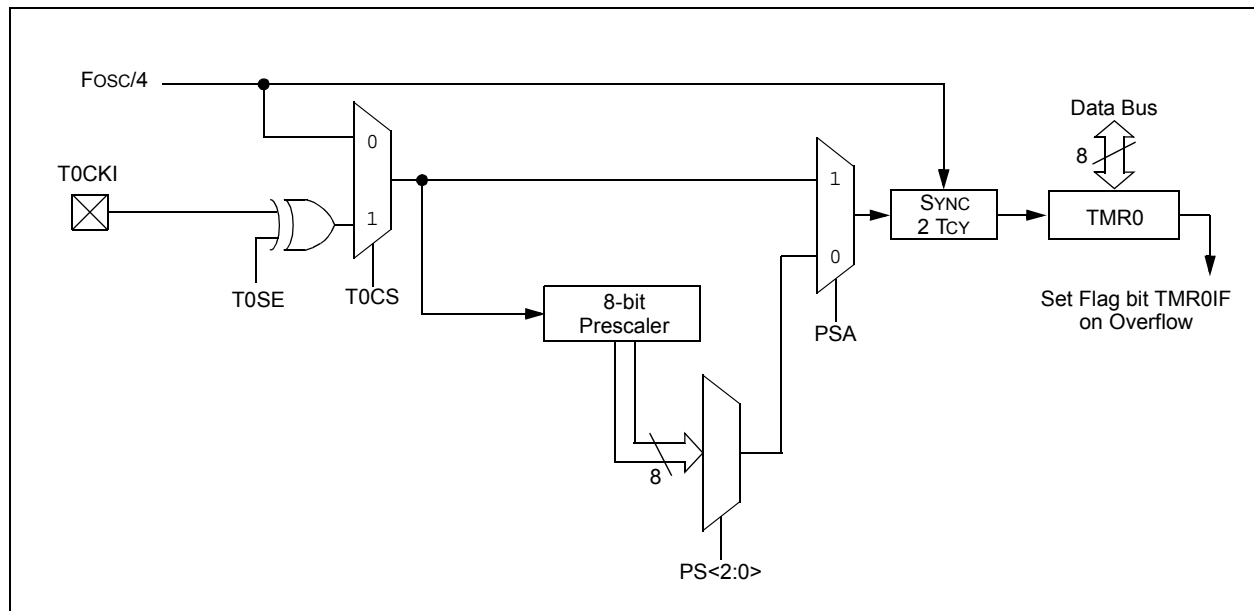 FOSC/4
Data Bus
8
T0CKI
0
1
1
0
SYNC
2 TCY
TMR0
T0SE
T0CS
8-bit
Prescaler
PSA
Set Flag bit TMR0IF
on Overflow
8
PS<2:0>